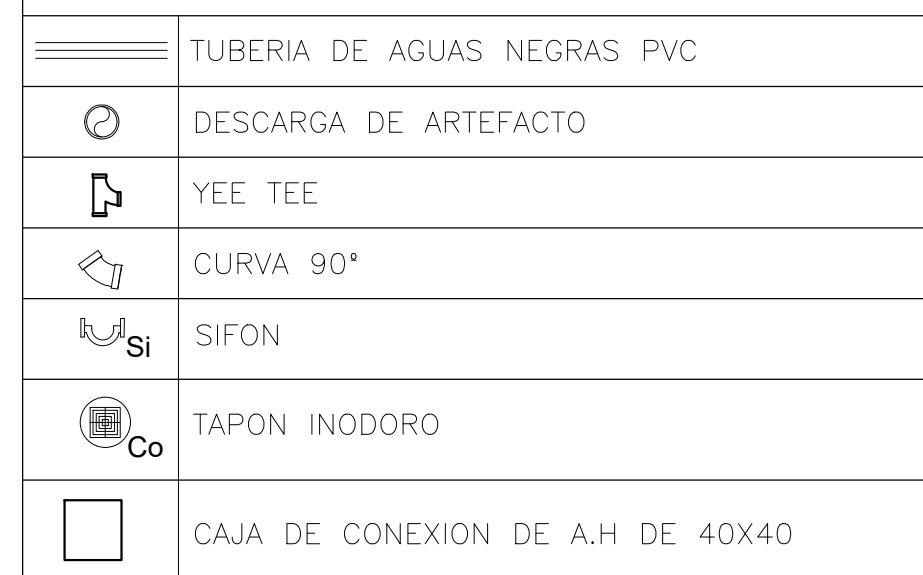 TUBERIA DE AGUAS NEGRAS PVC
DESCARGA DE ARTEFACTO
YEE TEE
CURVA 90º
Si SIFON
Co TAPON INODORO
CAJA DE CONEXION DE A.H DE 40X40